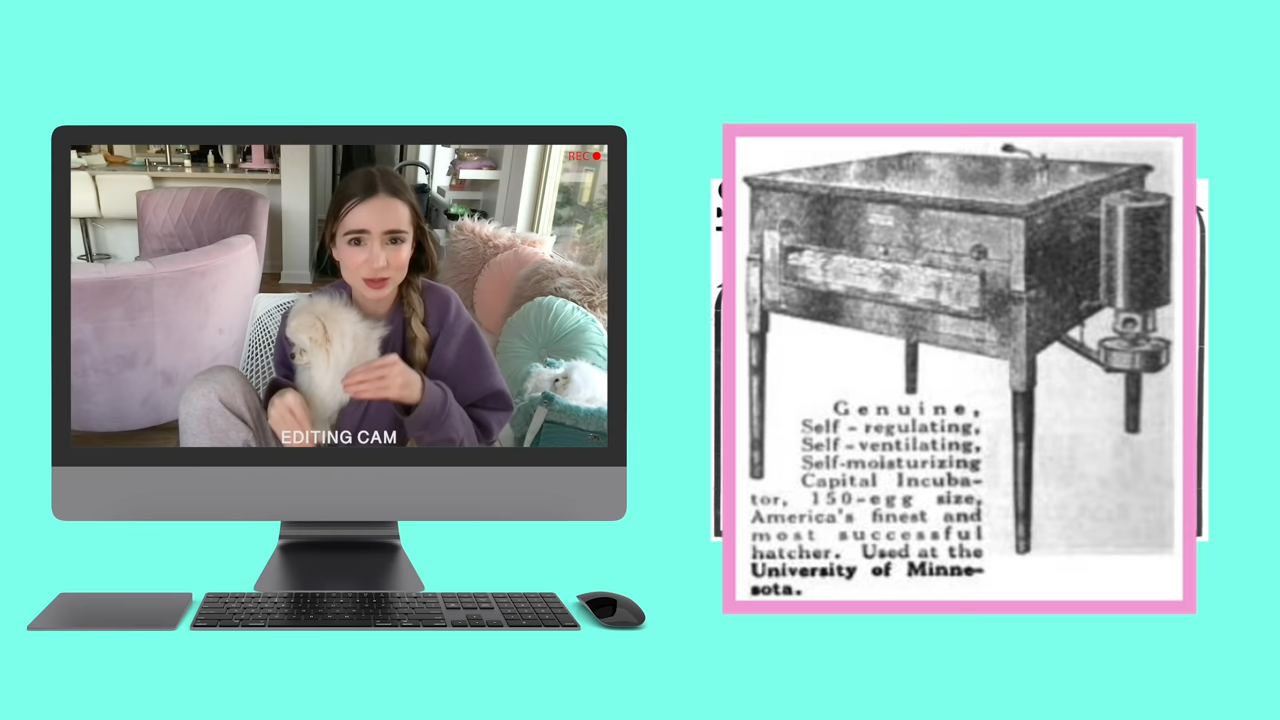 REC
EDITING CAM
Genuine,
Self-regulating,
Self-ventilating,
Self-moisturizing
Capital Incuba-
tor, 150-egg size,
America's finest and
most successful
hatcher. Used at the
University of Minne-
sota.